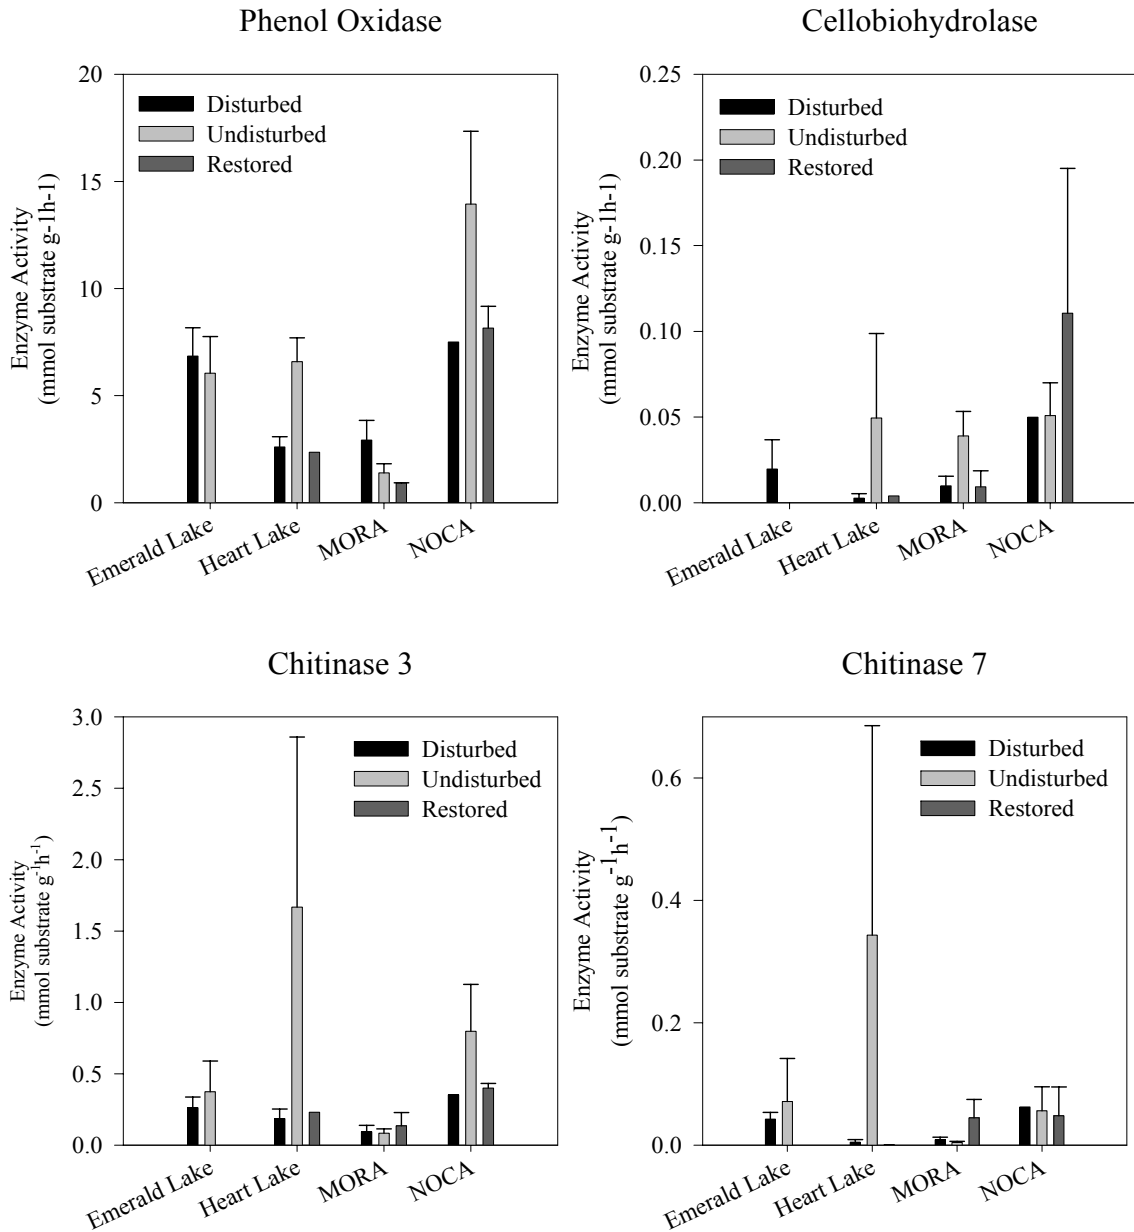 Phenol Oxidase
Enzyme Activity
(mmol substrate g-1h-1)
20
15
10
5
0
Disturbed
Undisturbed
Restored
Emerald Lake
Heart Lake
MORA
NOCA
Cellobiohydrolase
Enzyme Activity
(mmol substrate g-1h-1)
0.25
0.20
0.15
0.10
0.05
0.00
Disturbed
Undisturbed
Restored
Emerald Lake
Heart Lake
MORA
NOCA
Chitinase 3
Enzyme Activity
(mmol substrate g⁻¹h⁻¹)
3.0
2.5
2.0
1.5
1.0
0.5
0.0
Disturbed
Undisturbed
Restored
Emerald Lake
Heart Lake
MORA
NOCA
Chitinase 7
Enzyme Activity
(mmol substrate g⁻¹h⁻¹)
0.6
0.4
0.2
0.0
Disturbed
Undisturbed
Restored
Emerald Lake
Heart Lake
MORA
NOCA